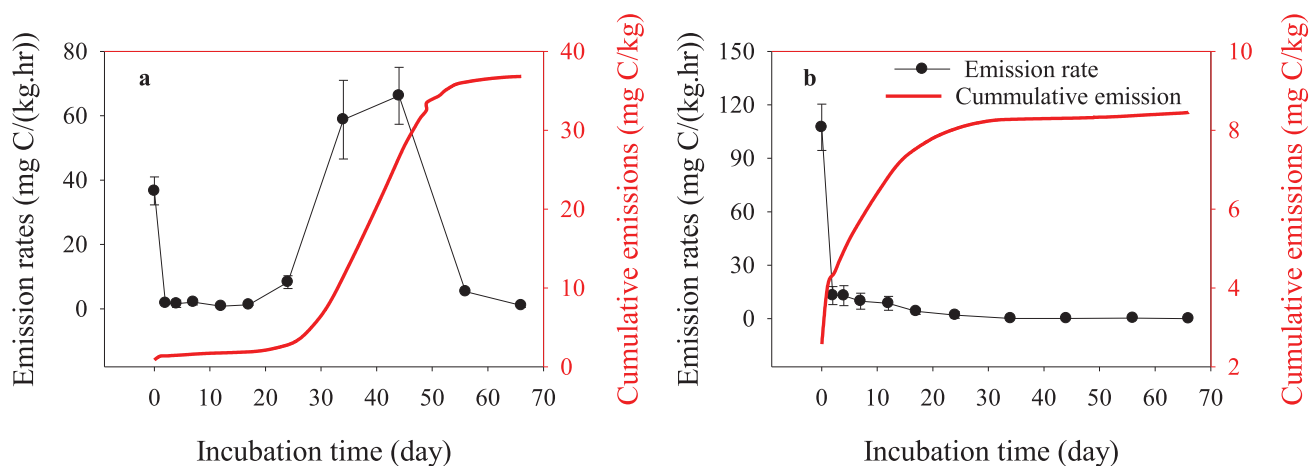 a
Emission rates (mg C/(kg.hr))
80
60
40
20
0
0 10 20 30 40 50 60 70
Incubation time (day)
40
30
20
10
0
Cumulative emissions (mg C/kg)
b
Emission rate
Cummulative emission
Emission rates (mg C/(kg.hr))
150
120
90
60
30
0
0 10 20 30 40 50 60 70
Incubation time (day)
10
8
6
4
2
Cumulative emissions (mg C/kg)